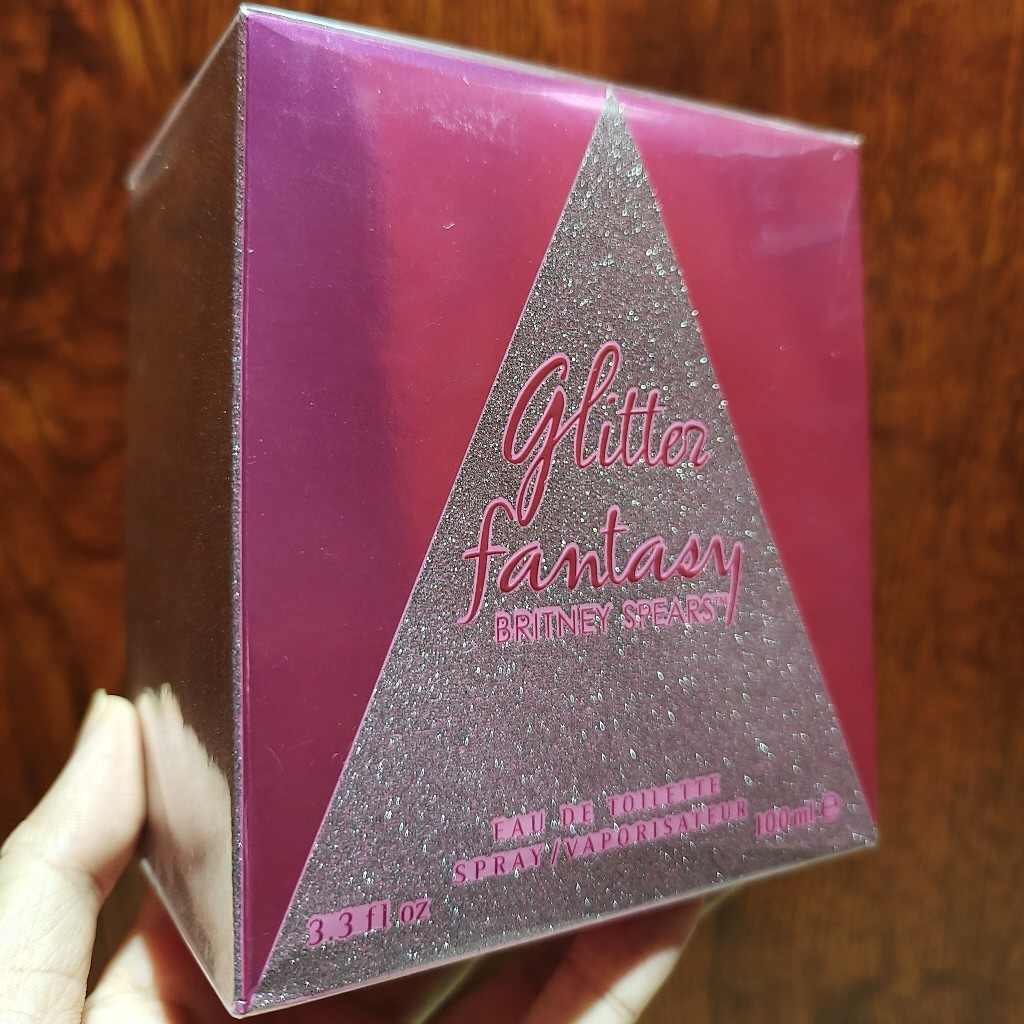 Glitter
fantasy
BRITNEY SPEARS™
EAU DE TOILETTE
SPRAY/VAPORISATEUR
3.3 fl oz
100 ml ℮